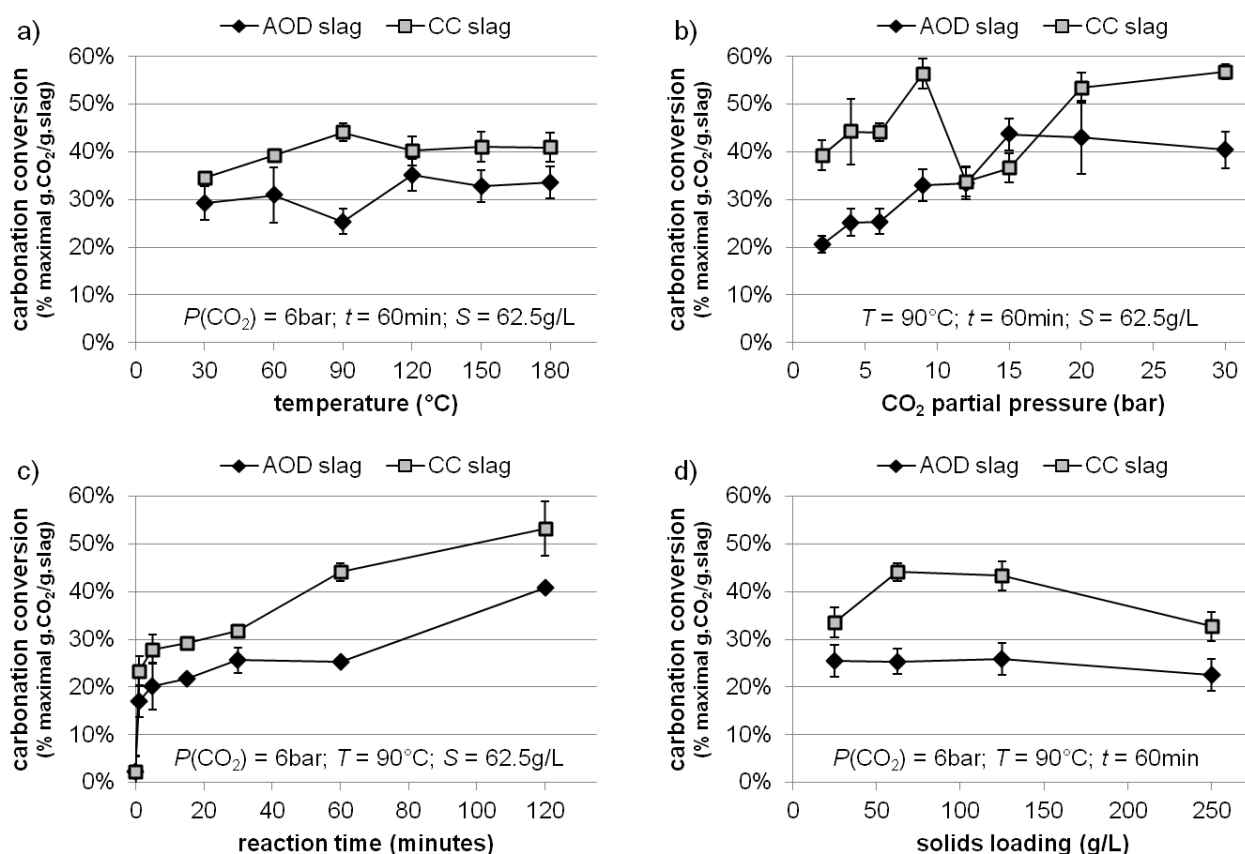 a)
AOD slag
CC slag
carbonation conversion
(% maximal g,CO₂/g,slag)
60%
50%
40%
30%
20%
10%
0%
P(CO₂) = 6bar; t = 60min; S = 62.5g/L
0 30 60 90 120 150 180
temperature (°C)
b)
AOD slag
CC slag
carbonation conversion
(% maximal g,CO₂/g,slag)
60%
50%
40%
30%
20%
10%
0%
T = 90°C; t = 60min; S = 62.5g/L
0 5 10 15 20 25 30
CO₂ partial pressure (bar)
c)
AOD slag
CC slag
carbonation conversion
(% maximal g,CO₂/g,slag)
60%
50%
40%
30%
20%
10%
0%
P(CO₂) = 6bar; T = 90°C; S = 62.5g/L
0 20 40 60 80 100 120
reaction time (minutes)
d)
AOD slag
CC slag
carbonation conversion
(% maximal g,CO₂/g,slag)
60%
50%
40%
30%
20%
10%
0%
P(CO₂) = 6bar; T = 90°C; t = 60min
0 50 100 150 200 250
solids loading (g/L)